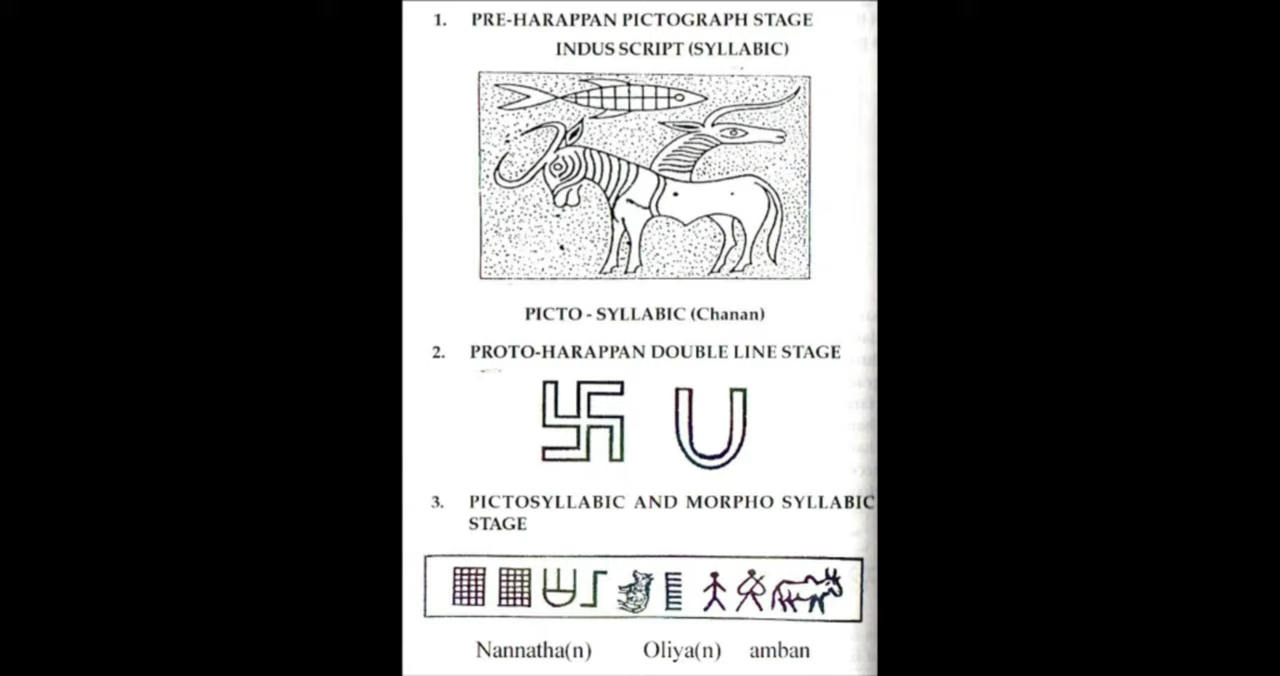 1. PRE-HARAPPAN PICTOGRAPH STAGE
INDUS SCRIPT (SYLLABIC)
PICTO - SYLLABIC (Chanan)
2. PROTO-HARAPPAN DOUBLE LINE STAGE
3. PICTOSYLLABIC AND MORPHO SYLLABIC
STAGE
Nannatha(n) Oliya(n) amban